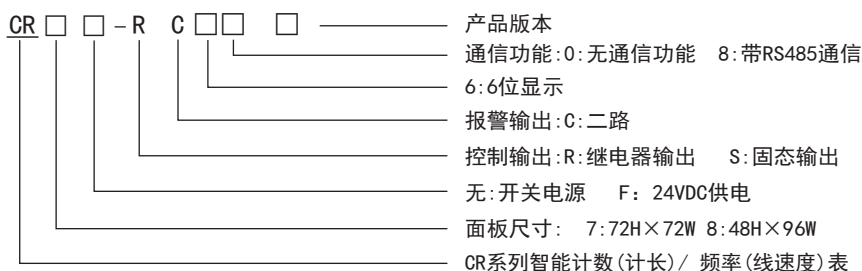 CR□ □-R C□□ □ 产品版本
通信功能:0:无通信功能 8:带RS485通信
6:6位显示
报警输出:C:二路
控制输出:R:继电器输出 S:固态输出
无:开关电源 F: 24VDC供电
面板尺寸: 7:72H×72W 8:48H×96W
CR系列智能计数(计长)/ 频率(线速度)表